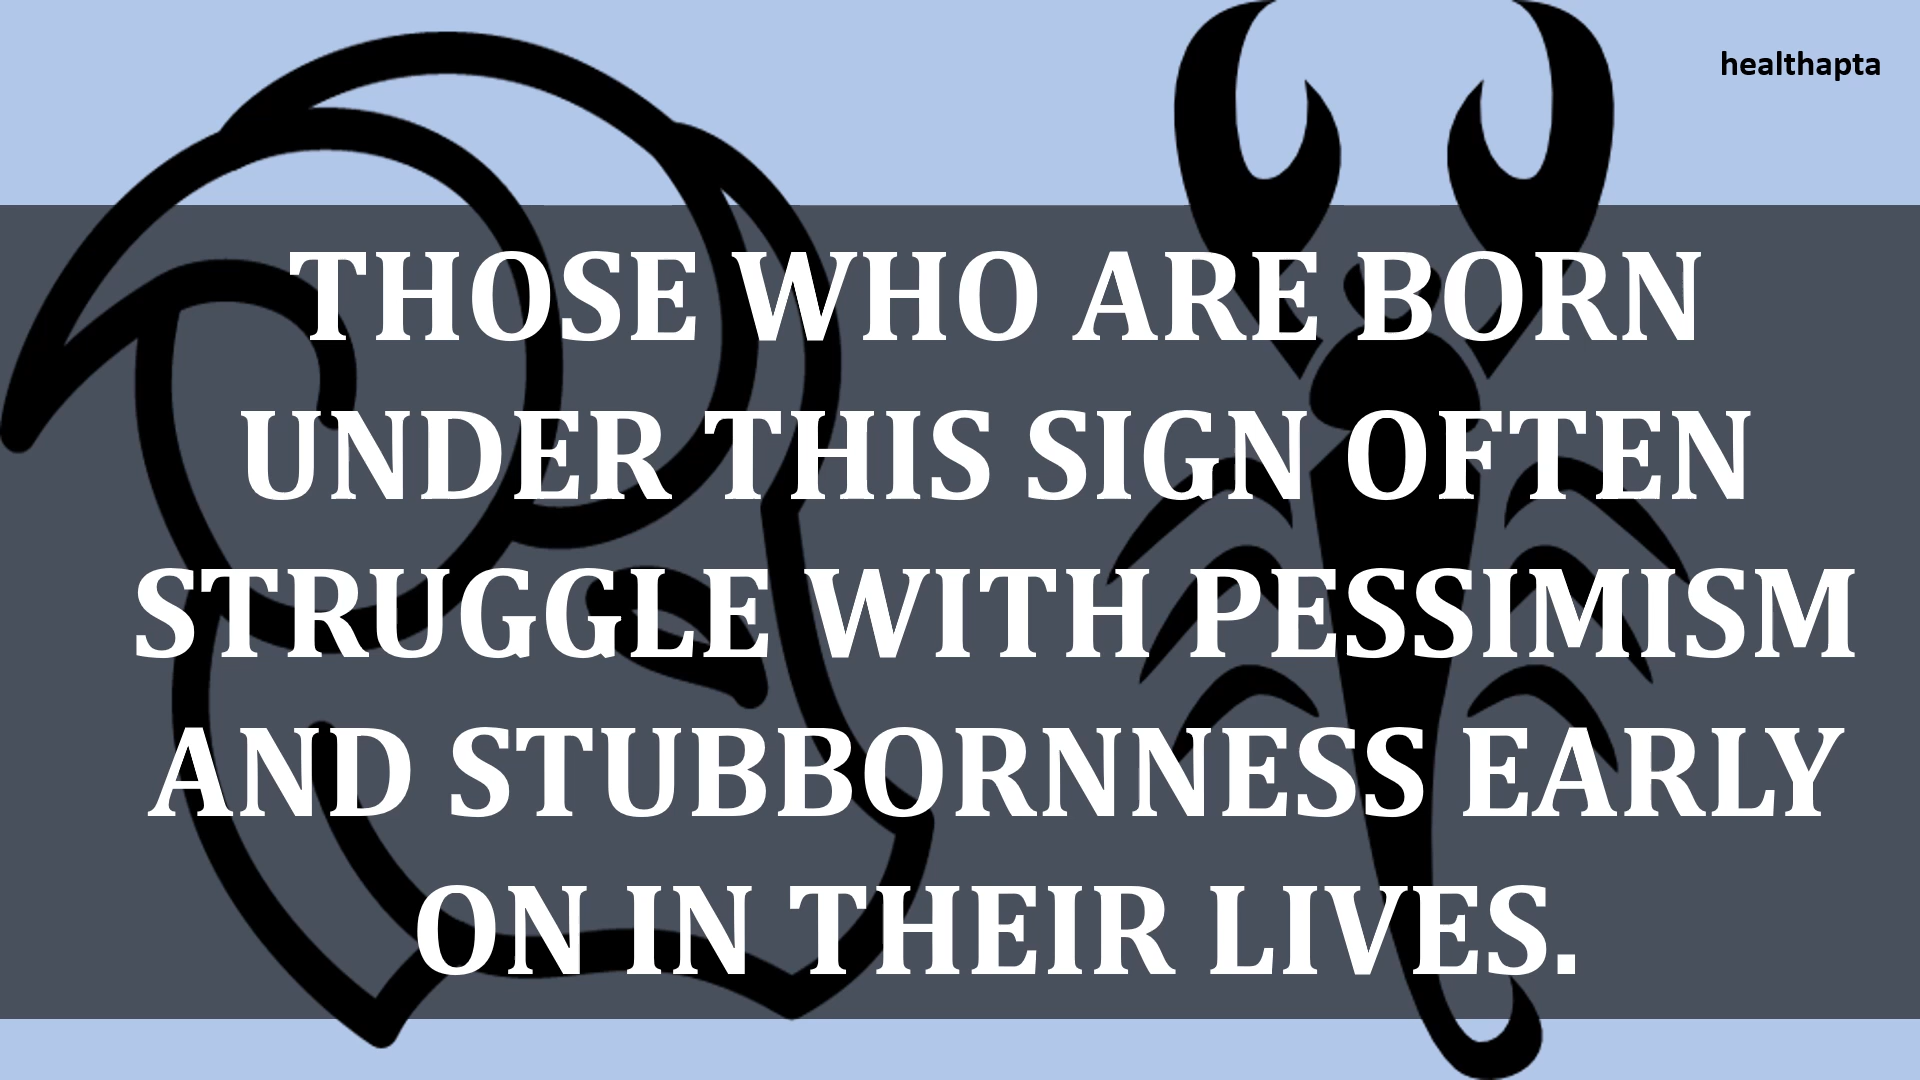 healthapta
THOSE WHO ARE BORN
UNDER THIS SIGN OFTEN
STRUGGLE WITH PESSIMISM
AND STUBBORNNESS EARLY
ON IN THEIR LIVES.